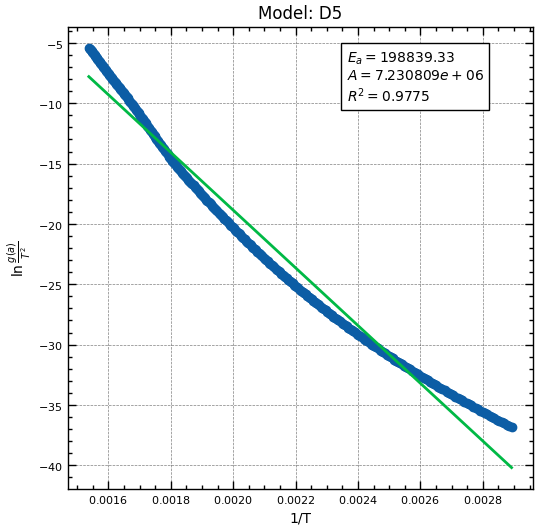 Model: D5
E_a = 198839.33
A = 7.230809e + 06
R² = 0.9775
−5
−10
−15
−20
−25
−30
−35
−40
ln g(a)/T²
0.0016 0.0018 0.0020 0.0022 0.0024 0.0026 0.0028
1/T